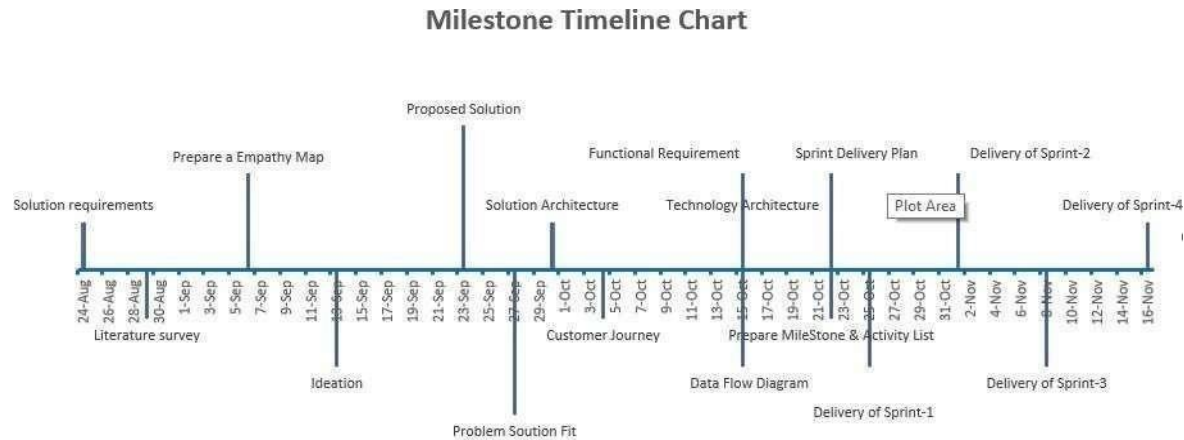 Milestone Timeline Chart
Proposed Solution
Prepare a Empathy Map
Functional Requirement
Sprint Delivery Plan
Delivery of Sprint-2
Solution requirements
Solution Architecture
Technology Architecture
Plot Area
Delivery of Sprint-4
24-Aug
26-Aug
28-Aug
30-Aug
1-Sep
3-Sep
5-Sep
7-Sep
9-Sep
11-Sep
13-Sep
15-Sep
17-Sep
19-Sep
21-Sep
23-Sep
25-Sep
27-Sep
29-Sep
1-Oct
3-Oct
5-Oct
7-Oct
9-Oct
11-Oct
13-Oct
15-Oct
17-Oct
19-Oct
21-Oct
23-Oct
25-Oct
27-Oct
29-Oct
31-Oct
2-Nov
4-Nov
6-Nov
8-Nov
10-Nov
12-Nov
14-Nov
16-Nov
Literature survey
Customer Journey
Prepare MileStone & Activity List
Ideation
Data Flow Diagram
Delivery of Sprint-3
Delivery of Sprint-1
Problem Soution Fit